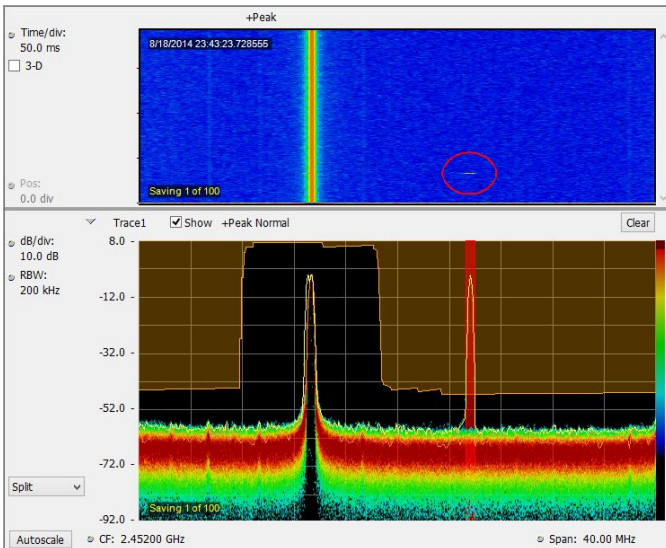 +Peak
Time/div:
50.0 ms
3-D
8/18/2014 23:43:23.728555
Pos:
0.0 div
Saving 1 of 100
Trace1 Show +Peak Normal Clear
dB/div:
10.0 dB
RBW:
200 kHz
8.0
-12.0
-32.0
-52.0
-72.0
-92.0
Split
Saving 1 of 100
Autoscale CF: 2.45200 GHz Span: 40.00 MHz